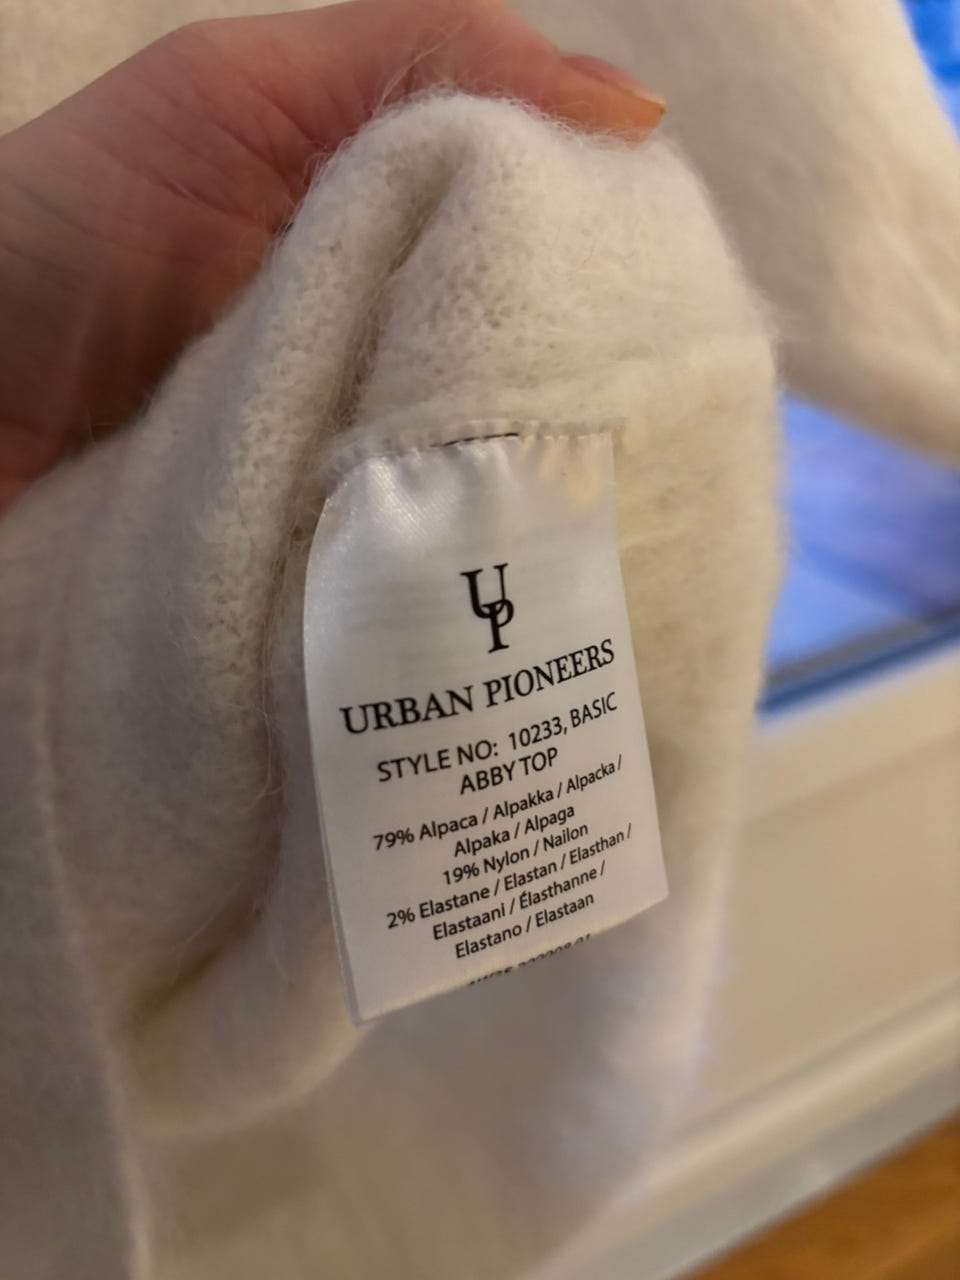 UP
URBAN PIONEERS
STYLE NO: 10233, BASIC
ABBY TOP
79% Alpaca / Alpakka / Alpacka /
Alpaka / Alpaga
19% Nylon / Nailon
2% Elastane / Elastan / Elasthan /
Elastaani / Élasthanne /
Elastano / Elastaan